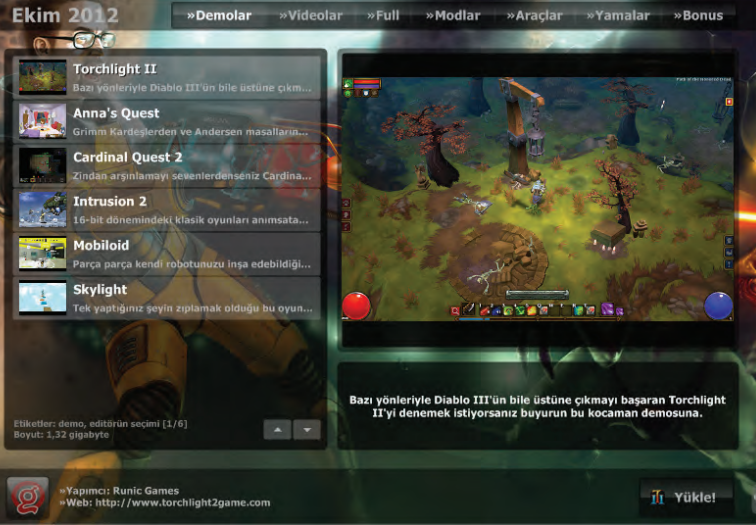 Ekim 2012
»Demolar »Videolar »Full »Modlar »Araçlar »Yamalar »Bonus
Torchlight II
Bazı yönleriyle Diablo III'ün bile üstüne çıkm...
Anna's Quest
Grimm Kardeşlerden ve Andersen masalların...
Cardinal Quest 2
Zindan arşınlamayı sevenlerdenseniz Cardina...
Intrusion 2
16-bit dönemindeki klasik oyunları anımsata...
Mobiloid
Parça parça kendi robotunuzu inşa edebildiği...
Skylight
Tek yaptığınız şeyin zıplamak olduğu bu oyun...
Etiketler: demo, editörün seçimi [1/6]
Boyut: 1,32 gigabyte
Bazı yönleriyle Diablo III'ün bile üstüne çıkmayı başaran Torchlight
II'yi denemek istiyorsanız buyurun bu kocaman demosuna.
»Yapımcı: Runic Games
»Web: http://www.torchlight2game.com
Yükle!